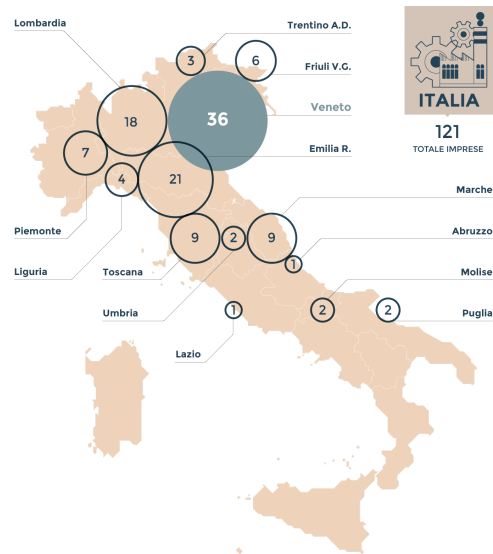 Lombardia
Trentino A.D.
3
6
Friuli V.G.
ITALIA
Veneto
36
18
121
TOTALE IMPRESE
Emilia R.
7
4
21
Marche
Piemonte
9
2
9
Abruzzo
1
Liguria
Toscana
Molise
Umbria
1
2
2
Puglia
Lazio